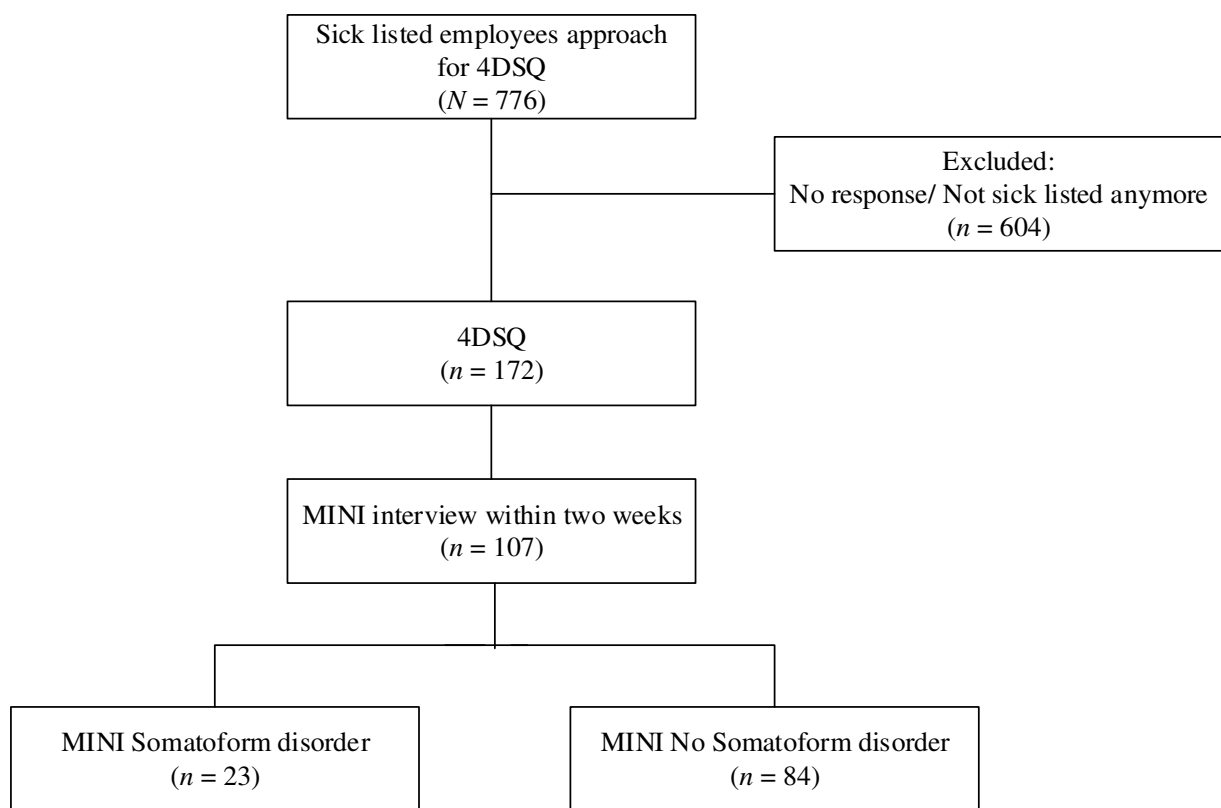 Sick listed employees approach
for 4DSQ
(N = 776)
Excluded:
No response/ Not sick listed anymore
(n = 604)
4DSQ
(n = 172)
MINI interview within two weeks
(n = 107)
MINI Somatoform disorder
(n = 23)
MINI No Somatoform disorder
(n = 84)